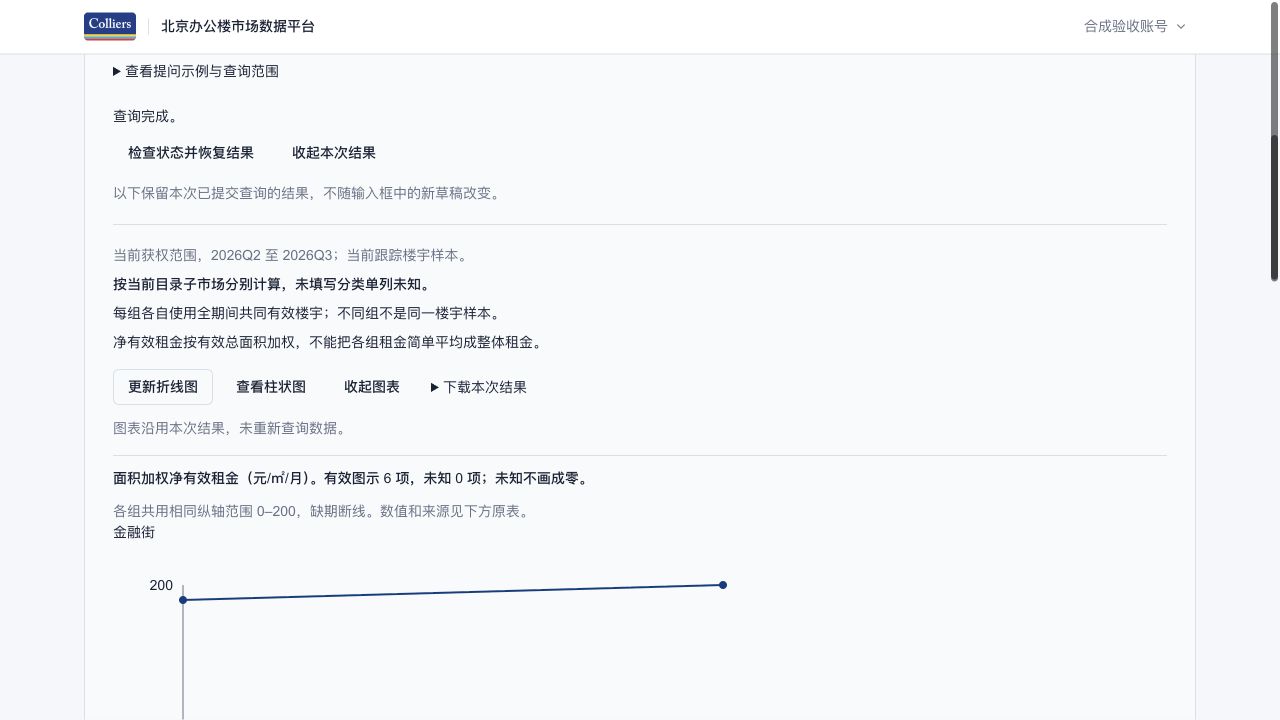 Colliers 北京办公楼市场数据平台 合成验收账号
▶ 查看提问示例与查询范围
查询完成。
检查状态并恢复结果 收起本次结果
以下保留本次已提交查询的结果，不随输入框中的新草稿改变。
当前获权范围，2026Q2 至 2026Q3；当前跟踪楼宇样本。
按当前目录子市场分别计算，未填写分类单列未知。
每组各自使用全期间共同有效楼宇；不同组不是同一楼宇样本。
净有效租金按有效总面积加权，不能把各组租金简单平均成整体租金。
更新折线图 查看柱状图 收起图表 ▶ 下载本次结果
图表沿用本次结果，未重新查询数据。
面积加权净有效租金（元/㎡/月）。有效图示 6 项，未知 0 项；未知不画成零。
各组共用相同纵轴范围 0–200，缺期断线。数值和来源见下方原表。
金融街
200